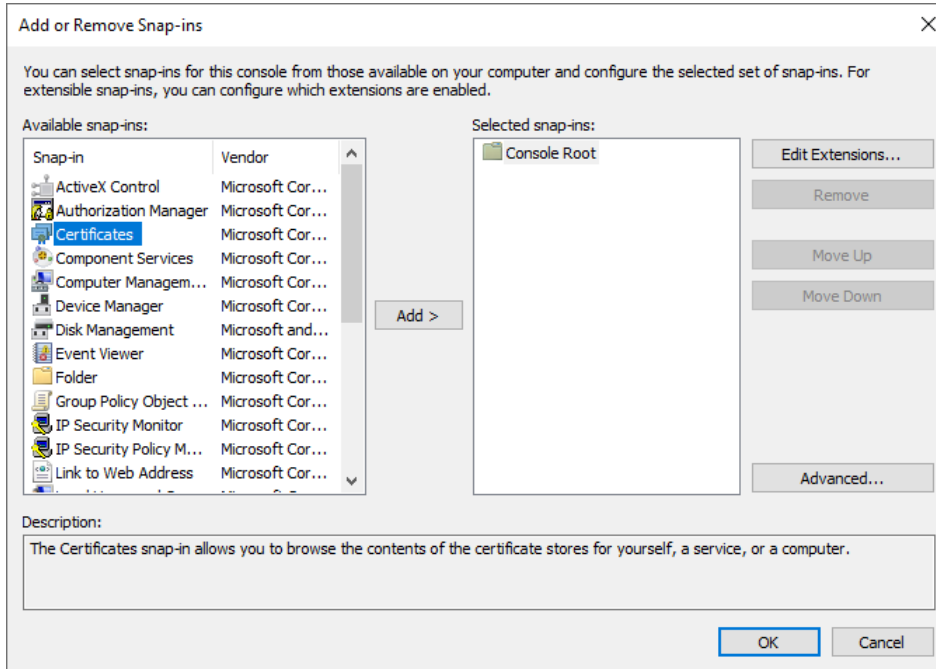 Add or Remove Snap-ins
You can select snap-ins for this console from those available on your computer and configure the selected set of snap-ins. For
extensible snap-ins, you can configure which extensions are enabled.
Available snap-ins:
Snap-in Vendor
ActiveX Control Microsoft Cor...
Authorization Manager Microsoft Cor...
Certificates Microsoft Cor...
Component Services Microsoft Cor...
Computer Managem... Microsoft Cor...
Device Manager Microsoft Cor...
Disk Management Microsoft and...
Event Viewer Microsoft Cor...
Folder Microsoft Cor...
Group Policy Object ... Microsoft Cor...
IP Security Monitor Microsoft Cor...
IP Security Policy M... Microsoft Cor...
Link to Web Address Microsoft Cor...
Add >
Selected snap-ins:
Console Root
Edit Extensions...
Remove
Move Up
Move Down
Advanced...
Description:
The Certificates snap-in allows you to browse the contents of the certificate stores for yourself, a service, or a computer.
OK
Cancel